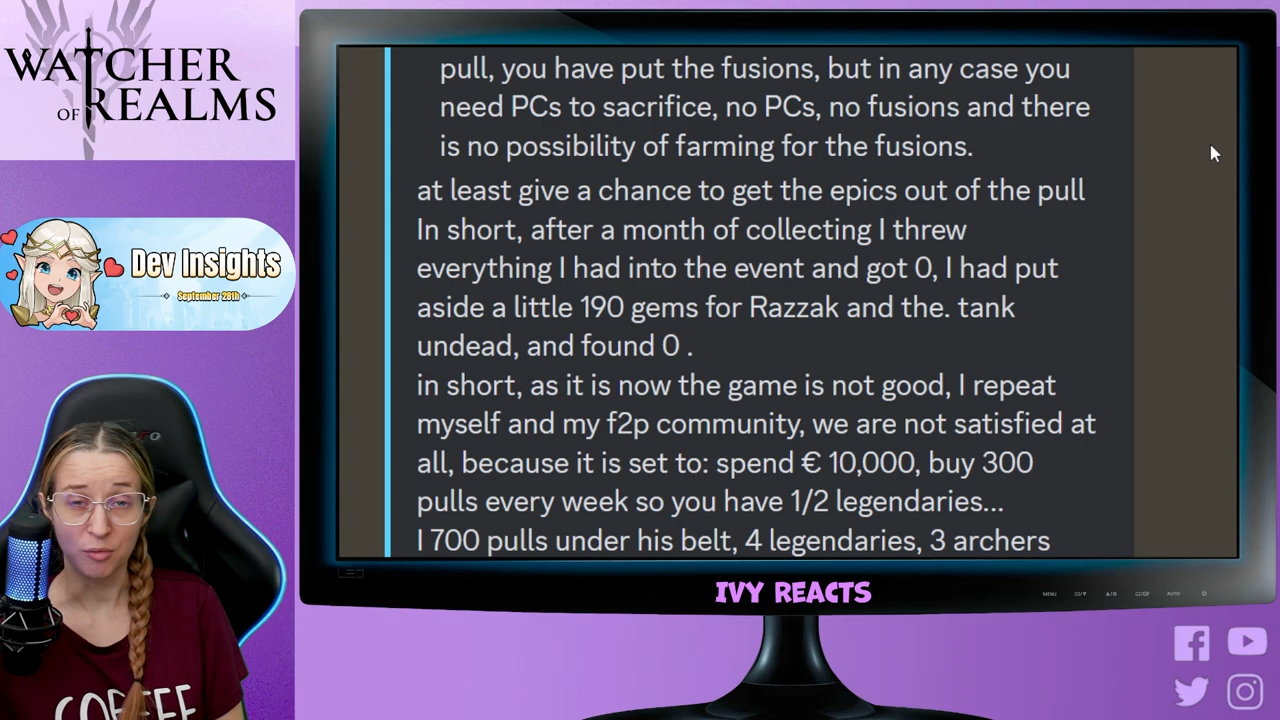 WATCHER
OF REALMS
Dev Insights
September 28th
pull, you have put the fusions, but in any case you
need PCs to sacrifice, no PCs, no fusions and there
is no possibility of farming for the fusions.
at least give a chance to get the epics out of the pull
In short, after a month of collecting I threw
everything I had into the event and got 0, I had put
aside a little 190 gems for Razzak and the. tank
undead, and found 0 .
in short, as it is now the game is not good, I repeat
myself and my f2p community, we are not satisfied at
all, because it is set to: spend € 10,000, buy 300
pulls every week so you have 1/2 legendaries...
I 700 pulls under his belt, 4 legendaries, 3 archers
IVY REACTS
MENU
AUTO
COFFEE